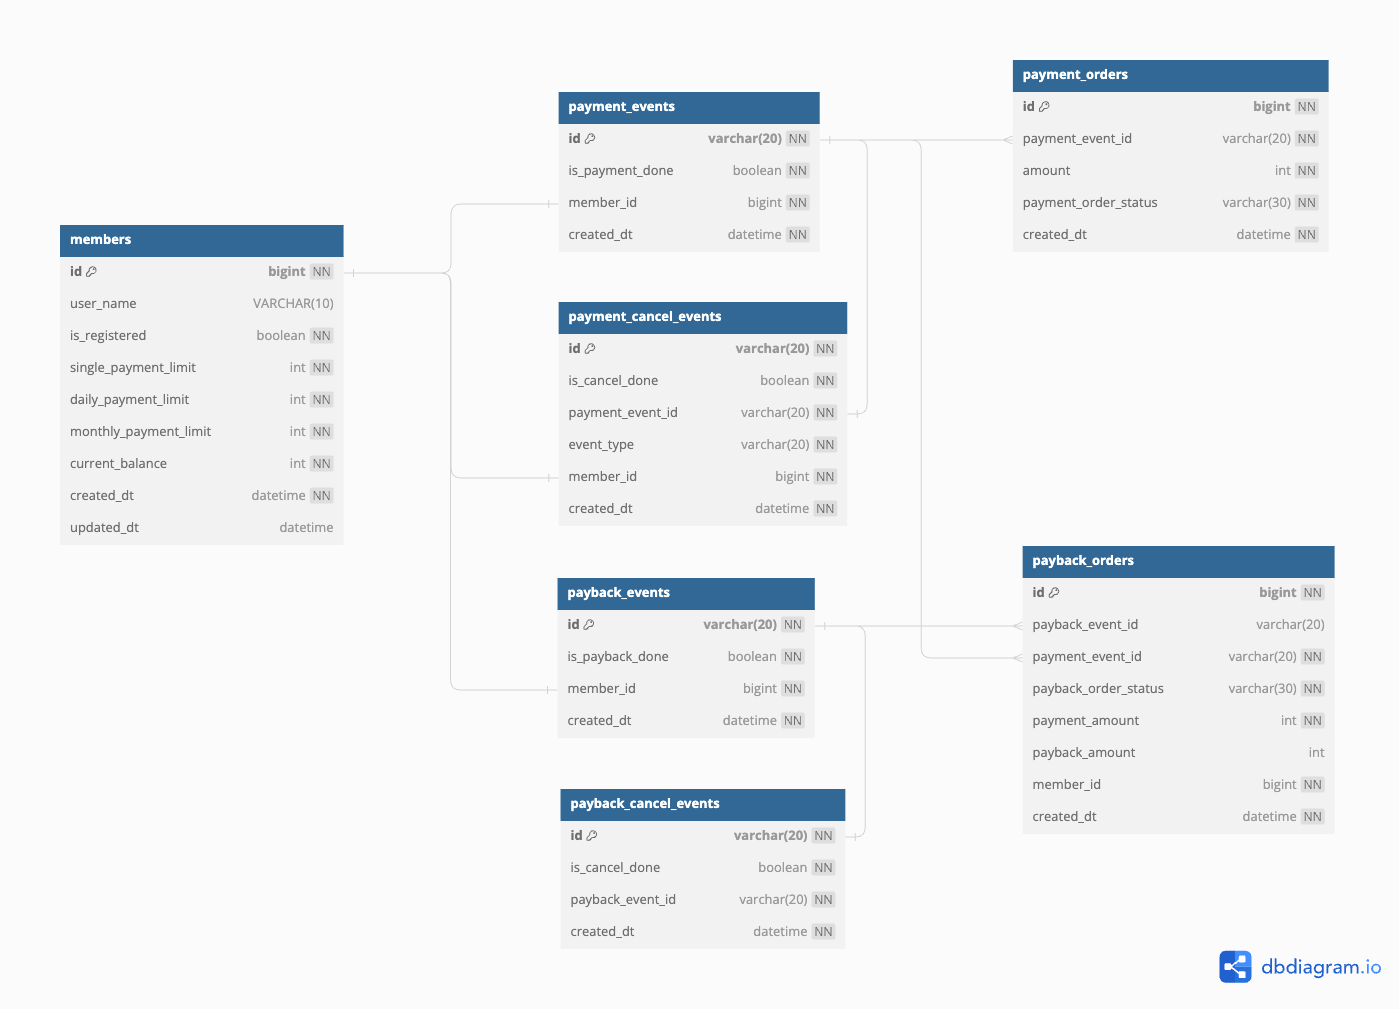 members
id bigint NN
user_name VARCHAR(10)
is_registered boolean NN
single_payment_limit int NN
daily_payment_limit int NN
monthly_payment_limit int NN
current_balance int NN
created_dt datetime NN
updated_dt datetime
payment_events
id varchar(20) NN
is_payment_done boolean NN
member_id bigint NN
created_dt datetime NN
payment_cancel_events
id varchar(20) NN
is_cancel_done boolean NN
payment_event_id varchar(20) NN
event_type varchar(20) NN
member_id bigint NN
created_dt datetime NN
payback_events
id varchar(20) NN
is_payback_done boolean NN
member_id bigint NN
created_dt datetime NN
payback_cancel_events
id varchar(20) NN
is_cancel_done boolean NN
payback_event_id varchar(20) NN
created_dt datetime NN
payment_orders
id bigint NN
payment_event_id varchar(20) NN
amount int NN
payment_order_status varchar(30) NN
created_dt datetime NN
payback_orders
id bigint NN
payback_event_id varchar(20)
payment_event_id varchar(20) NN
payback_order_status varchar(30) NN
payment_amount int NN
payback_amount int
member_id bigint NN
created_dt datetime NN
dbdiagram.io